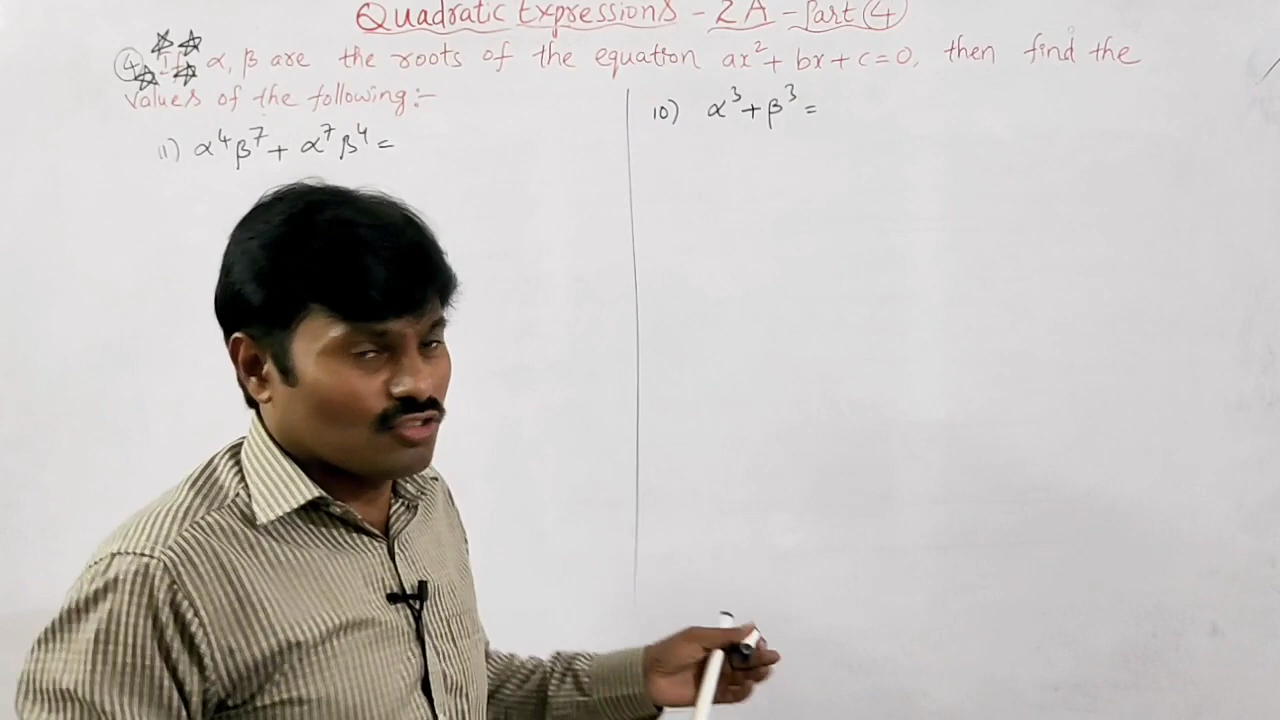 Quadratic Expressions - 2A - Part (4)
(4) If α, β are the roots of the equation ax²+ bx+c=0, then find the
values of the following:-
11) α⁴β⁷+ α⁷β⁴=
10) α³+β³=